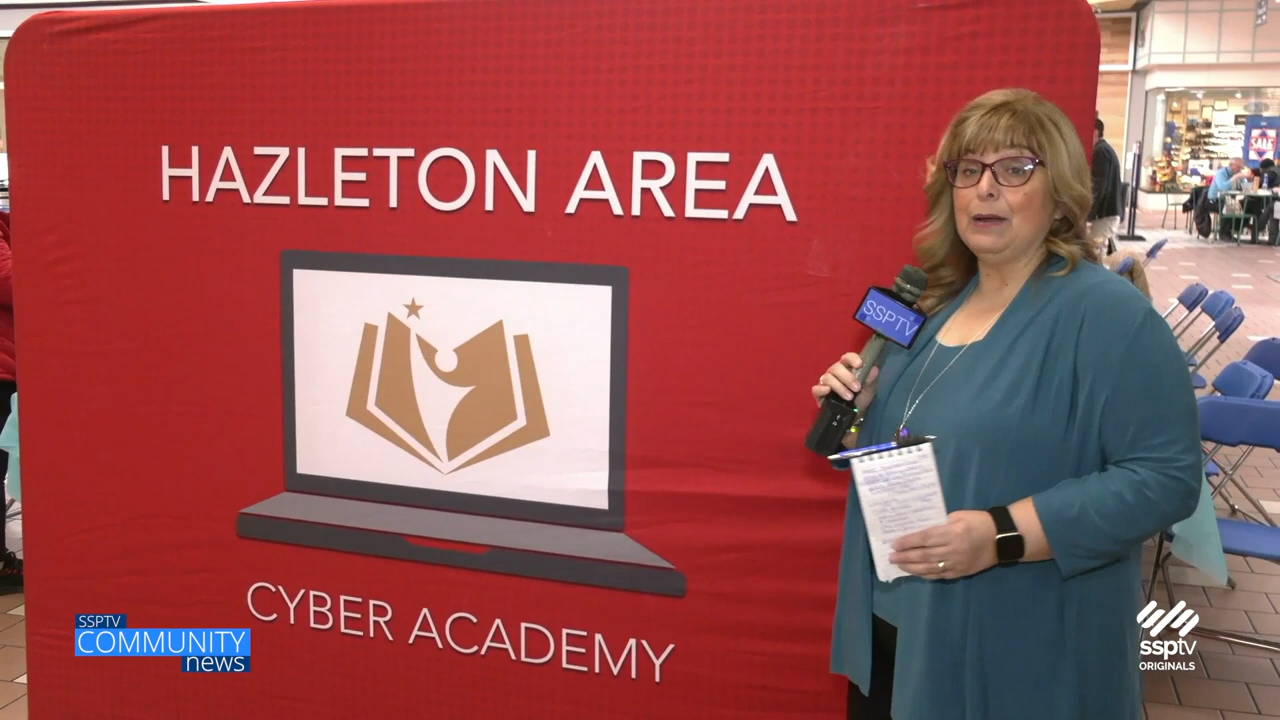 HAZLETON AREA
CYBER ACADEMY
SSPTV
SALE
SSPTV
COMMUNITY
news
ssptv
ORIGINALS